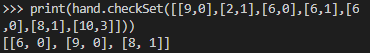 >>> print(hand.checkSet([[9,0],[2,1],[6,0],[6,1],[6
,0],[8,1],[10,3]]))
[[6, 0], [9, 0], [8, 1]]